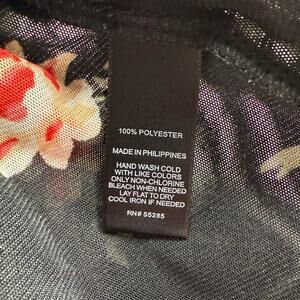 100% POLYESTER
MADE IN PHILIPPINES
HAND WASH COLD
WITH LIKE COLORS
ONLY NON-CHLORINE
BLEACH WHEN NEEDED
LAY FLAT TO DRY
COOL IRON IF NEEDED
RN# 55285